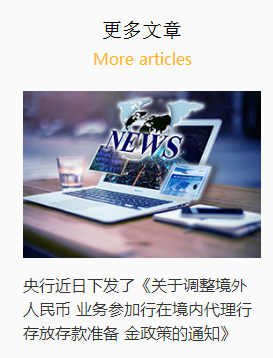 更多文章
More articles
NEWS
央行近日下发了《关于调整境外
人民币 业务参加行在境内代理行
存放存款准备 金政策的通知》